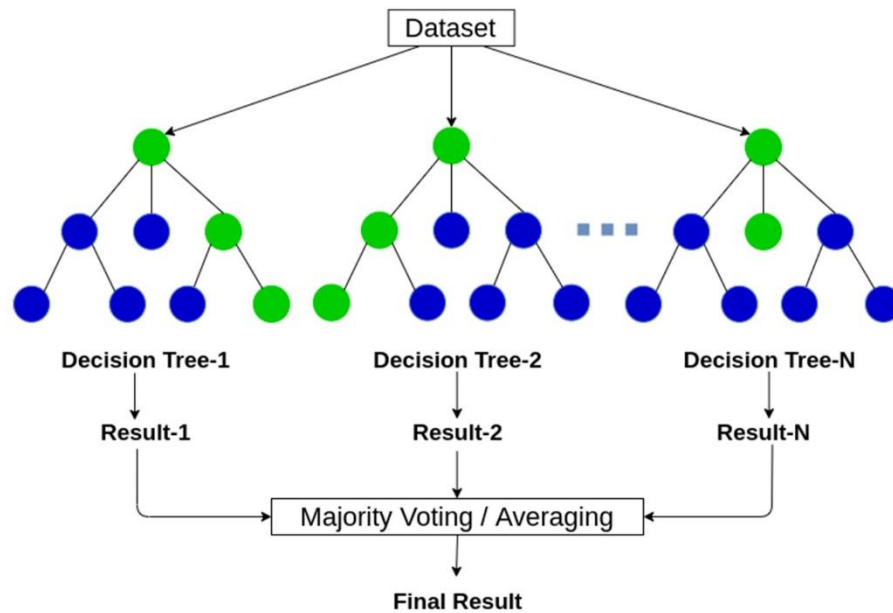 Dataset
Decision Tree-1
Decision Tree-2
Decision Tree-N
Result-1
Result-2
Result-N
Majority Voting / Averaging
Final Result